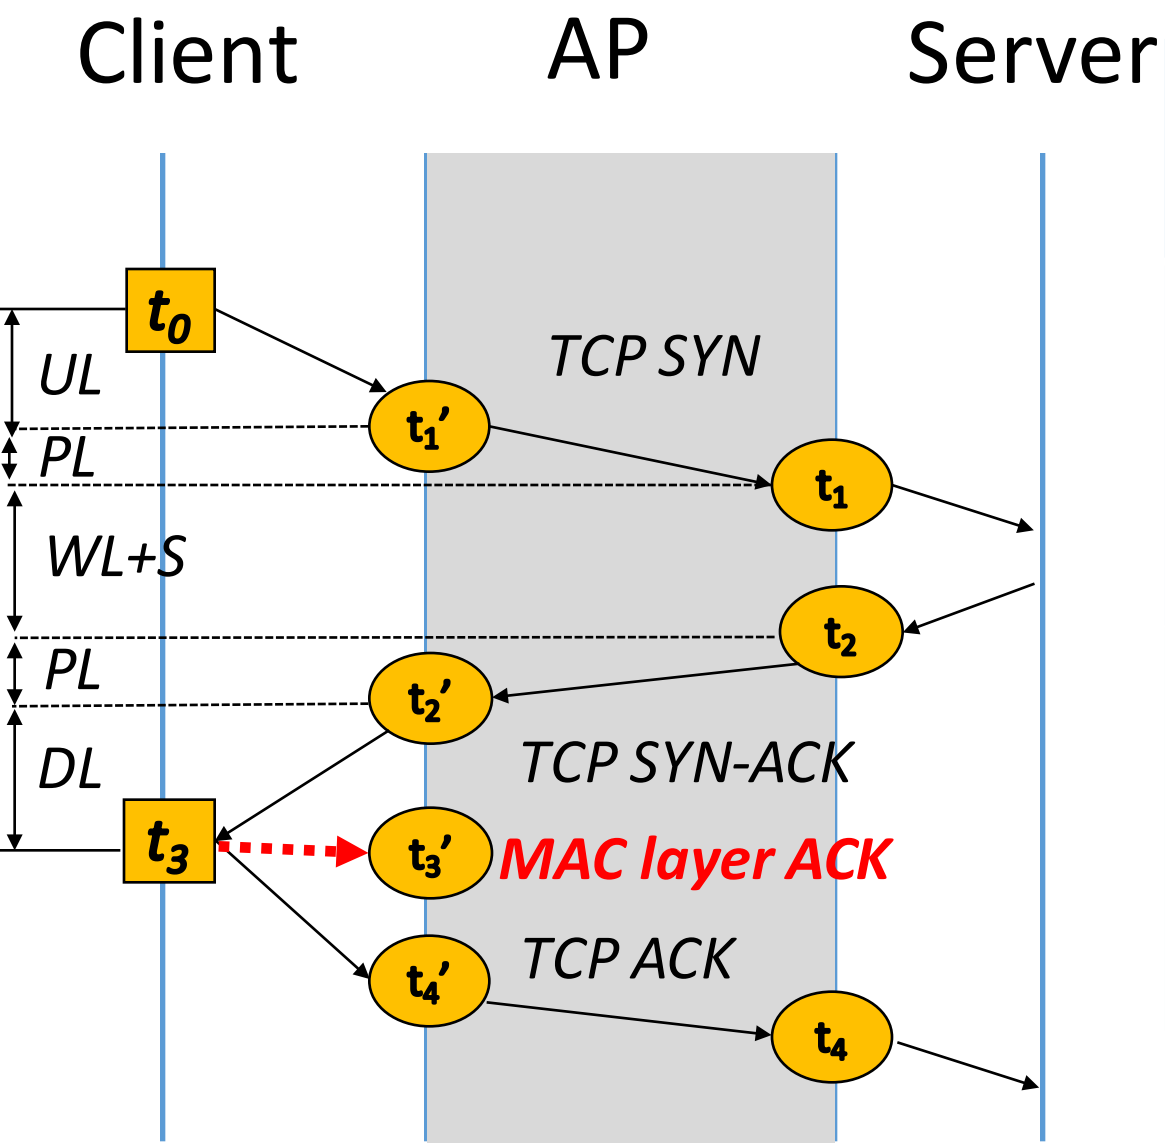 Client AP Server
t0
UL
TCP SYN
t1’
PL
t1
WL+S
t2
PL
t2’
DL
TCP SYN-ACK
t3
t3’
MAC layer ACK
TCP ACK
t4’
t4